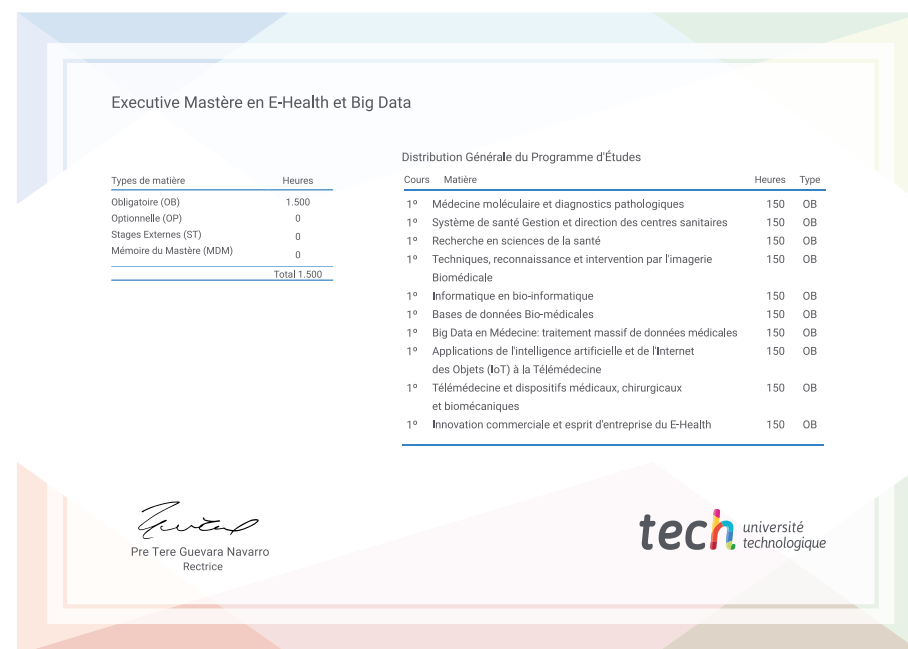 Executive Mastère en E-Health et Big Data
Types de matière Heures
Obligatoire (OB) 1.500
Optionnelle (OP) 0
Stages Externes (ST) 0
Mémoire du Mastère (MDM) 0
Total 1.500
Distribution Générale du Programme d'Études
Cours Matière Heures Type
1º Médecine moléculaire et diagnostics pathologiques 150 OB
1º Système de santé Gestion et direction des centres sanitaires 150 OB
1º Recherche en sciences de la santé 150 OB
1º Techniques, reconnaissance et intervention par l'imagerie 150 OB
Biomédicale
1º Informatique en bio-informatique 150 OB
1º Bases de données Bio-médicales 150 OB
1º Big Data en Médecine: traitement massif de données médicales 150 OB
1º Applications de l'intelligence artificielle et de l'Internet 150 OB
des Objets (IoT) à la Télémédecine
1º Télémédecine et dispositifs médicaux, chirurgicaux 150 OB
et biomécaniques
1º Innovation commerciale et esprit d'entreprise du E-Health 150 OB
Pre Tere Guevara Navarro
Rectrice
tech université
technologique